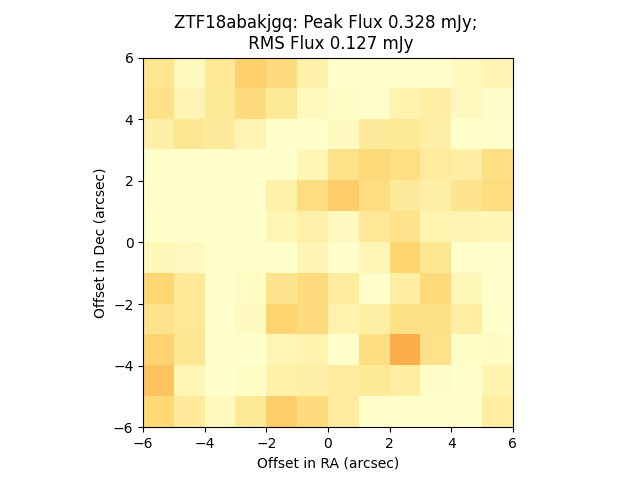 ZTF18abakjgq: Peak Flux 0.328 mJy;
RMS Flux 0.127 mJy
6
4
2
0
−2
−4
−6
Offset in Dec (arcsec)
−6 −4 −2 0 2 4 6
Offset in RA (arcsec)